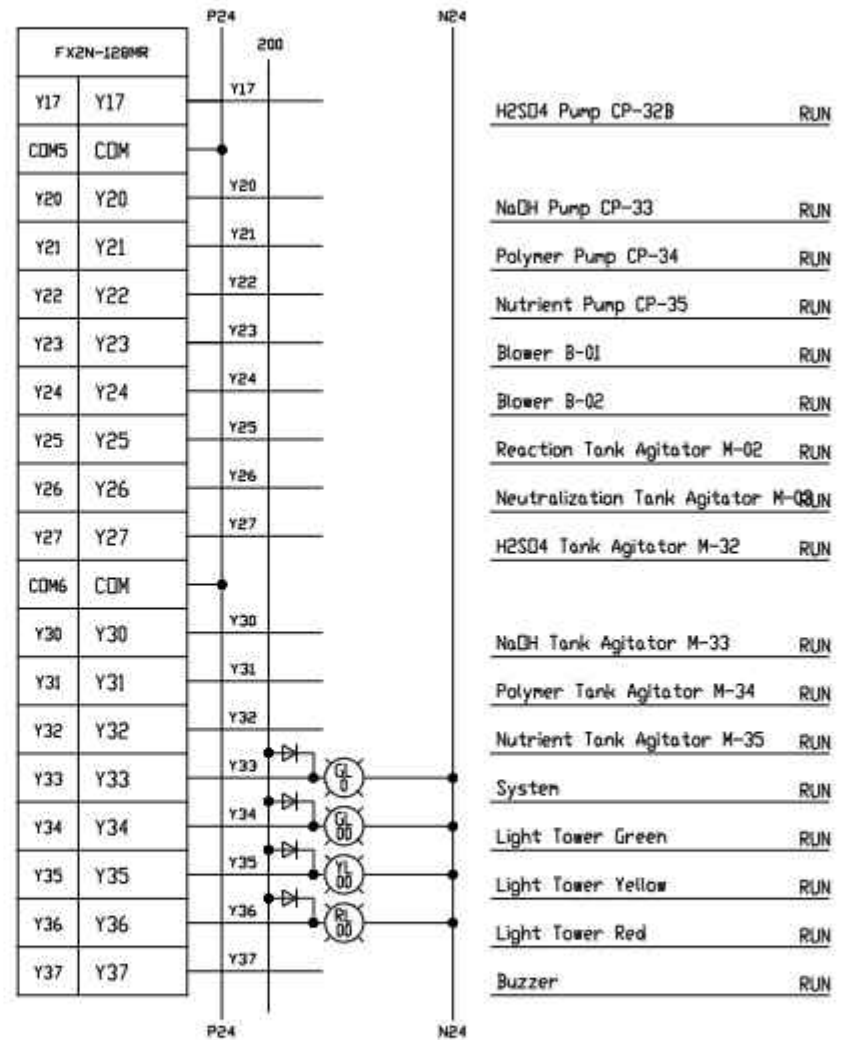 P24 N24
FX2N-128MR 200
Y17 Y17 Y17 H2SO4 Pump CP-32B RUN
COM5 COM
Y20 Y20 Y20 NaOH Pump CP-33 RUN
Y21 Y21 Y21 Polymer Pump CP-34 RUN
Y22 Y22 Y22 Nutrient Pump CP-35 RUN
Y23 Y23 Y23 Blower B-01 RUN
Y24 Y24 Y24 Blower B-02 RUN
Y25 Y25 Y25 Reaction Tank Agitator M-02 RUN
Y26 Y26 Y26 Neutralization Tank Agitator M-03 RUN
Y27 Y27 Y27 H2SO4 Tank Agitator M-32 RUN
COM6 COM
Y30 Y30 Y30 NaOH Tank Agitator M-33 RUN
Y31 Y31 Y31 Polymer Tank Agitator M-34 RUN
Y32 Y32 Y32 Nutrient Tank Agitator M-35 RUN
Y33 Y33 Y33 GL 0 System RUN
Y34 Y34 Y34 GL 00 Light Tower Green RUN
Y35 Y35 Y35 YL 00 Light Tower Yellow RUN
Y36 Y36 Y36 RL 00 Light Tower Red RUN
Y37 Y37 Y37 Buzzer RUN
P24 N24